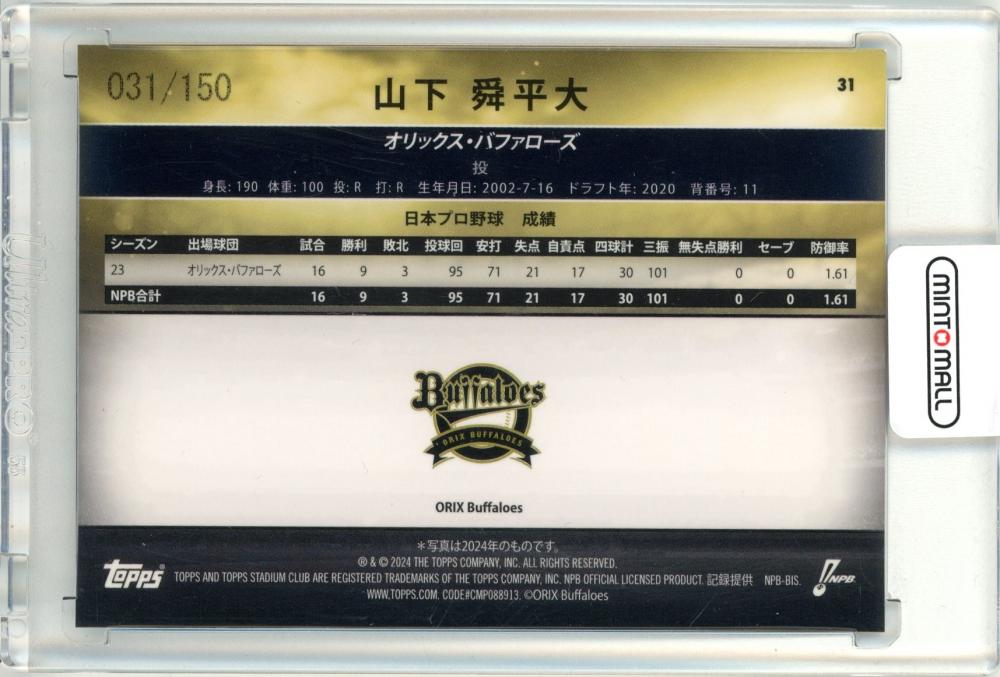 031/150
山下 舜平大
31
オリックス・バファローズ
投
身長: 190 体重: 100 投: R 打: R 生年月日: 2002-7-16 ドラフト年: 2020 背番号: 11
日本プロ野球 成績
シーズン 出場球団 試合 勝利 敗北 投球回 安打 失点 自責点 四球計 三振 無失点勝利 セーブ 防御率
23 オリックス・バファローズ 16 9 3 95 71 21 17 30 101 0 0 1.61
NPB合計 16 9 3 95 71 21 17 30 101 0 0 1.61
Buffaloes
ORIX BUFFALOES
ORIX Buffaloes
＊写真は2024年のものです。
® & © 2024 THE TOPPS COMPANY, INC. ALL RIGHTS RESERVED.
topps
TOPPS AND TOPPS STADIUM CLUB ARE REGISTERED TRADEMARKS OF THE TOPPS COMPANY, INC. NPB OFFICIAL LICENSED PRODUCT. 記録提供 NPB-BIS.
NPB
WWW.TOPPS.COM. CODE#CMP088913. ©ORIX Buffaloes
MINT MALL
UltraPRO®